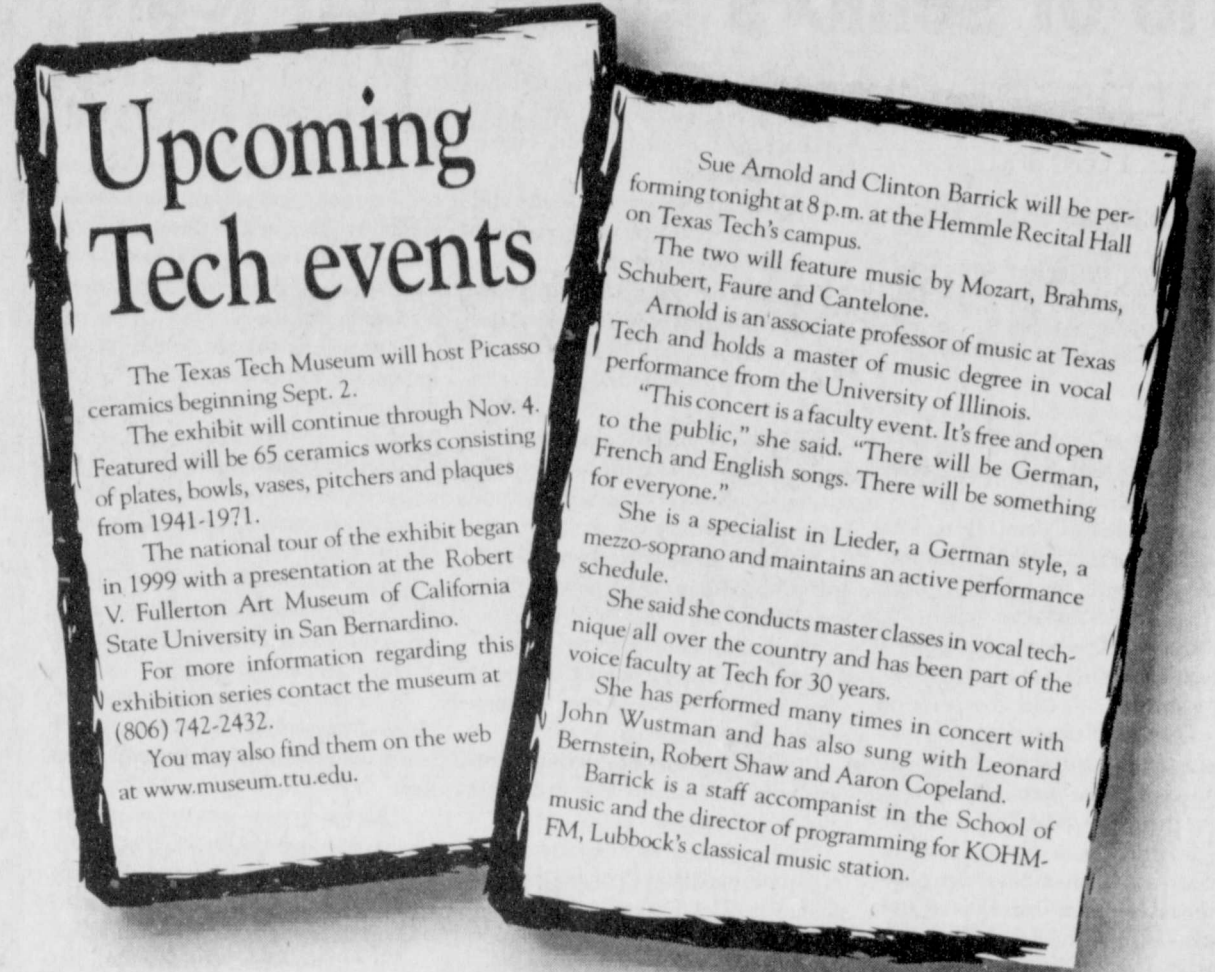 Upcoming
Tech events
The Texas Tech Museum will host Picasso
ceramics beginning Sept. 2.
The exhibit will continue through Nov. 4.
Featured will be 65 ceramics works consisting
of plates, bowls, vases, pitchers and plaques
from 1941-1971.
The national tour of the exhibit began
in 1999 with a presentation at the Robert
V. Fullerton Art Museum of California
State University in San Bernardino.
For more information regarding this
exhibition series contact the museum at
(806) 742-2432.
You may also find them on the web
at www.museum.ttu.edu.
Sue Arnold and Clinton Barrick will be per-
forming tonight at 8 p.m. at the Hemmle Recital Hall
on Texas Tech's campus.
The two will feature music by Mozart, Brahms,
Schubert, Faure and Cantelone.
Arnold is an associate professor of music at Texas
Tech and holds a master of music degree in vocal
performance from the University of Illinois.
"This concert is a faculty event. It's free and open
to the public," she said. "There will be German,
French and English songs. There will be something
for everyone."
She is a specialist in Lieder, a German style, a
mezzo-soprano and maintains an active performance
schedule.
She said she conducts master classes in vocal tech-
nique all over the country and has been part of the
voice faculty at Tech for 30 years.
She has performed many times in concert with
John Wustman and has also sung with Leonard
Bernstein, Robert Shaw and Aaron Copeland.
Barrick is a staff accompanist in the School of
music and the director of programming for KOHM-
FM, Lubbock's classical music station.